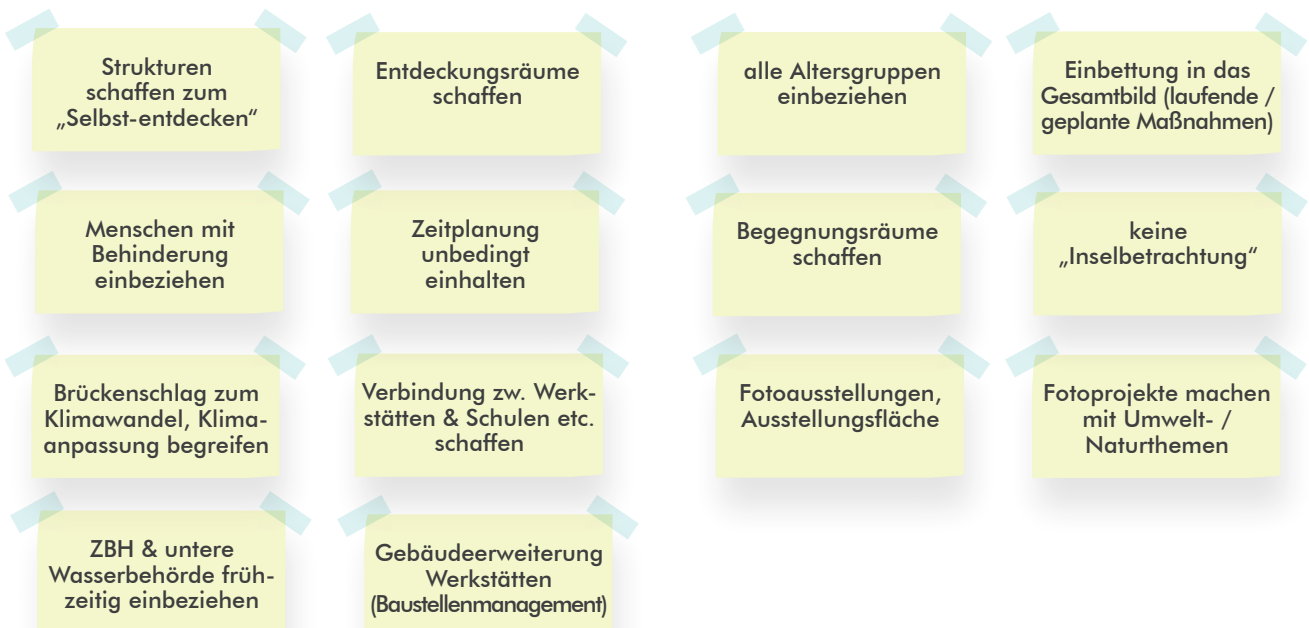 Strukturen
schaffen zum
„Selbst-entdecken“
Entdeckungsräume
schaffen
alle Altersgruppen
einbeziehen
Einbettung in das
Gesamtbild (laufende /
geplante Maßnahmen)
Menschen mit
Behinderung
einbeziehen
Zeitplanung
unbedingt
einhalten
Begegnungsräume
schaffen
keine
„Inselbetrachtung“
Brückenschlag zum
Klimawandel, Klima-
anpassung begreifen
Verbindung zw. Werk-
stätten & Schulen etc.
schaffen
Fotoausstellungen,
Ausstellungsfläche
Fotoprojekte machen
mit Umwelt- /
Naturthemen
ZBH & untere
Wasserbehörde früh-
zeitig einbeziehen
Gebäudeerweiterung
Werkstätten
(Baustellenmanagement)